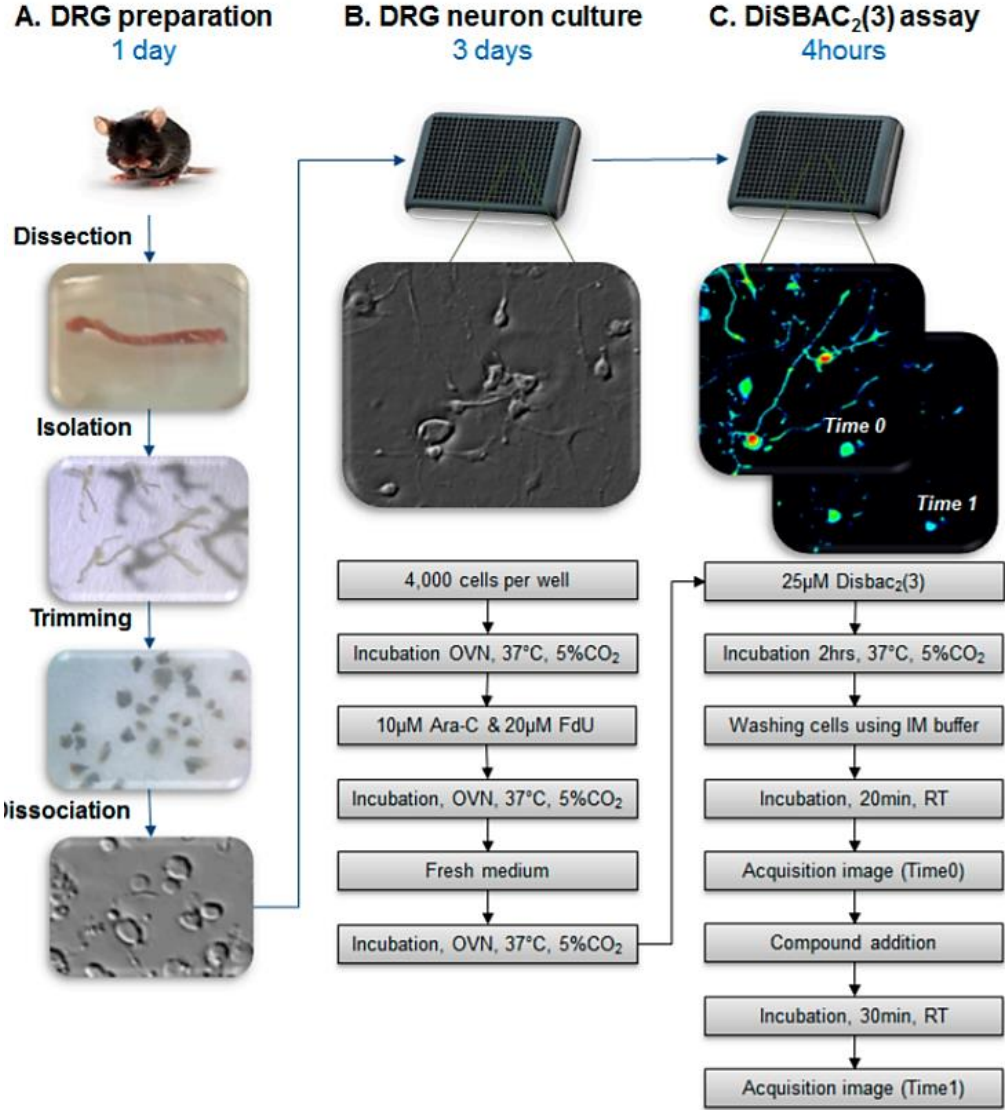 A. DRG preparation
1 day
Dissection
Isolation
Trimming
Dissociation
B. DRG neuron culture
3 days
4,000 cells per well
Incubation OVN, 37°C, 5%CO₂
10µM Ara-C & 20µM FdU
Incubation, OVN, 37°C, 5%CO₂
Fresh medium
Incubation, OVN, 37°C, 5%CO₂
C. DiSBAC₂(3) assay
4hours
Time 0
Time 1
25µM Disbac₂(3)
Incubation 2hrs, 37°C, 5%CO₂
Washing cells using IM buffer
Incubation, 20min, RT
Acquisition image (Time0)
Compound addition
Incubation, 30min, RT
Acquisition image (Time1)